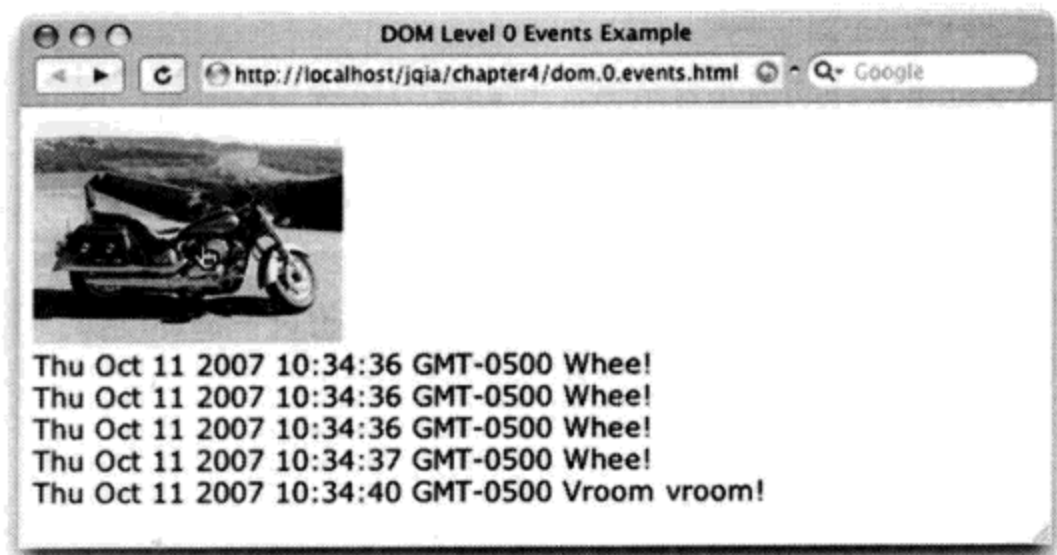 DOM Level 0 Events Example
http://localhost/jqia/chapter4/dom.0.events.html
Google
Thu Oct 11 2007 10:34:36 GMT-0500 Whee!
Thu Oct 11 2007 10:34:36 GMT-0500 Whee!
Thu Oct 11 2007 10:34:36 GMT-0500 Whee!
Thu Oct 11 2007 10:34:37 GMT-0500 Whee!
Thu Oct 11 2007 10:34:40 GMT-0500 Vroom vroom!